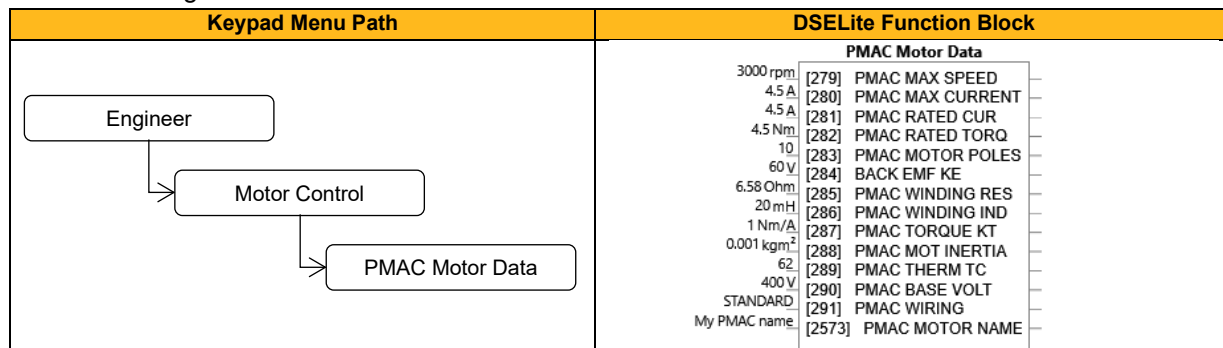 Keypad Menu Path
DSELite Function Block
Engineer
Motor Control
PMAC Motor Data
PMAC Motor Data
3000 rpm [279] PMAC MAX SPEED
4.5 A [280] PMAC MAX CURRENT
4.5 A [281] PMAC RATED CUR
4.5 Nm [282] PMAC RATED TORQ
10 [283] PMAC MOTOR POLES
60 V [284] BACK EMF KE
6.58 Ohm [285] PMAC WINDING RES
20 mH [286] PMAC WINDING IND
1 Nm/A [287] PMAC TORQUE KT
0.001 kgm² [288] PMAC MOT INERTIA
62 [289] PMAC THERM TC
400 V [290] PMAC BASE VOLT
STANDARD [291] PMAC WIRING
My PMAC name [2573] PMAC MOTOR NAME